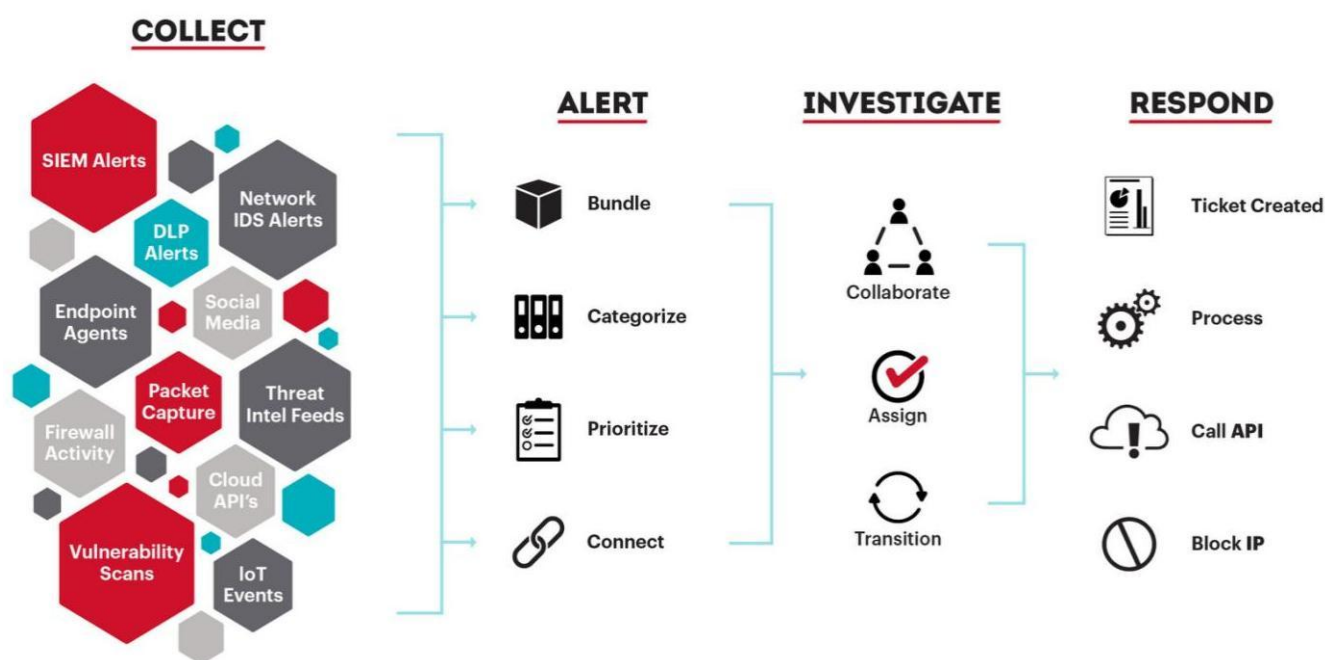 COLLECT
SIEM Alerts
Network
IDS Alerts
DLP
Alerts
Endpoint
Agents
Social
Media
Packet
Capture
Threat
Intel Feeds
Firewall
Activity
Cloud
API's
Vulnerability
Scans
IoT
Events
ALERT
Bundle
Categorize
Prioritize
Connect
INVESTIGATE
Collaborate
Assign
Transition
RESPOND
Ticket Created
Process
Call API
Block IP